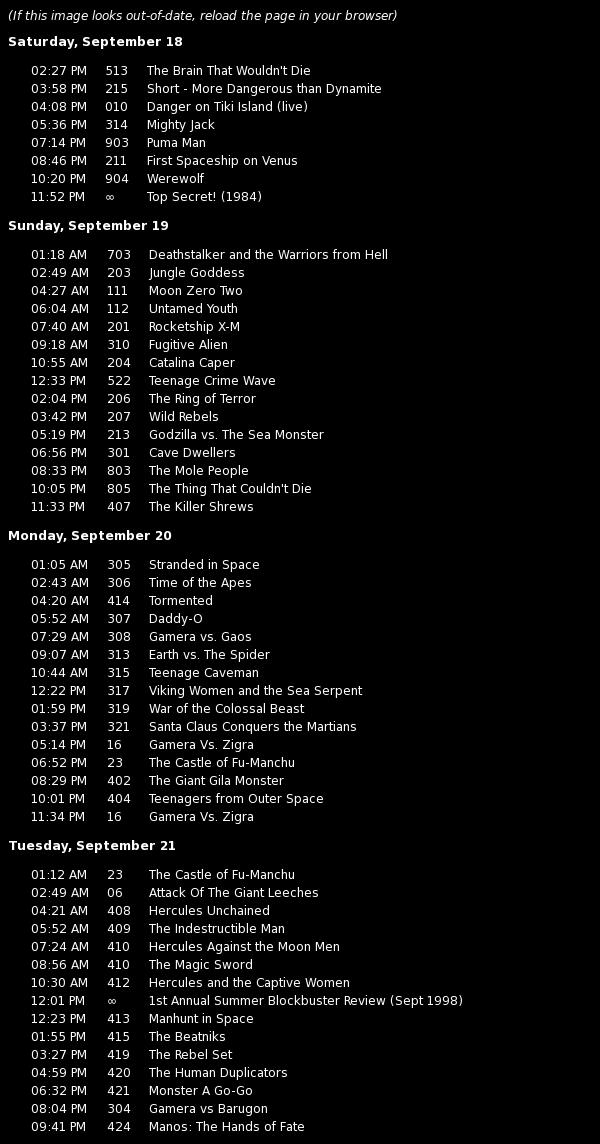 (If this image looks out-of-date, reload the page in your browser)
Saturday, September 18
02:27 PM 513 The Brain That Wouldn't Die
03:58 PM 215 Short - More Dangerous than Dynamite
04:08 PM 010 Danger on Tiki Island (live)
05:36 PM 314 Mighty Jack
07:14 PM 903 Puma Man
08:46 PM 211 First Spaceship on Venus
10:20 PM 904 Werewolf
11:52 PM ∞ Top Secret! (1984)
Sunday, September 19
01:18 AM 703 Deathstalker and the Warriors from Hell
02:49 AM 203 Jungle Goddess
04:27 AM 111 Moon Zero Two
06:04 AM 112 Untamed Youth
07:40 AM 201 Rocketship X-M
09:18 AM 310 Fugitive Alien
10:55 AM 204 Catalina Caper
12:33 PM 522 Teenage Crime Wave
02:04 PM 206 The Ring of Terror
03:42 PM 207 Wild Rebels
05:19 PM 213 Godzilla vs. The Sea Monster
06:56 PM 301 Cave Dwellers
08:33 PM 803 The Mole People
10:05 PM 805 The Thing That Couldn't Die
11:33 PM 407 The Killer Shrews
Monday, September 20
01:05 AM 305 Stranded in Space
02:43 AM 306 Time of the Apes
04:20 AM 414 Tormented
05:52 AM 307 Daddy-O
07:29 AM 308 Gamera vs. Gaos
09:07 AM 313 Earth vs. The Spider
10:44 AM 315 Teenage Caveman
12:22 PM 317 Viking Women and the Sea Serpent
01:59 PM 319 War of the Colossal Beast
03:37 PM 321 Santa Claus Conquers the Martians
05:14 PM 16 Gamera Vs. Zigra
06:52 PM 23 The Castle of Fu-Manchu
08:29 PM 402 The Giant Gila Monster
10:01 PM 404 Teenagers from Outer Space
11:34 PM 16 Gamera Vs. Zigra
Tuesday, September 21
01:12 AM 23 The Castle of Fu-Manchu
02:49 AM 06 Attack Of The Giant Leeches
04:21 AM 408 Hercules Unchained
05:52 AM 409 The Indestructible Man
07:24 AM 410 Hercules Against the Moon Men
08:56 AM 410 The Magic Sword
10:30 AM 412 Hercules and the Captive Women
12:01 PM ∞ 1st Annual Summer Blockbuster Review (Sept 1998)
12:23 PM 413 Manhunt in Space
01:55 PM 415 The Beatniks
03:27 PM 419 The Rebel Set
04:59 PM 420 The Human Duplicators
06:32 PM 421 Monster A Go-Go
08:04 PM 304 Gamera vs Barugon
09:41 PM 424 Manos: The Hands of Fate